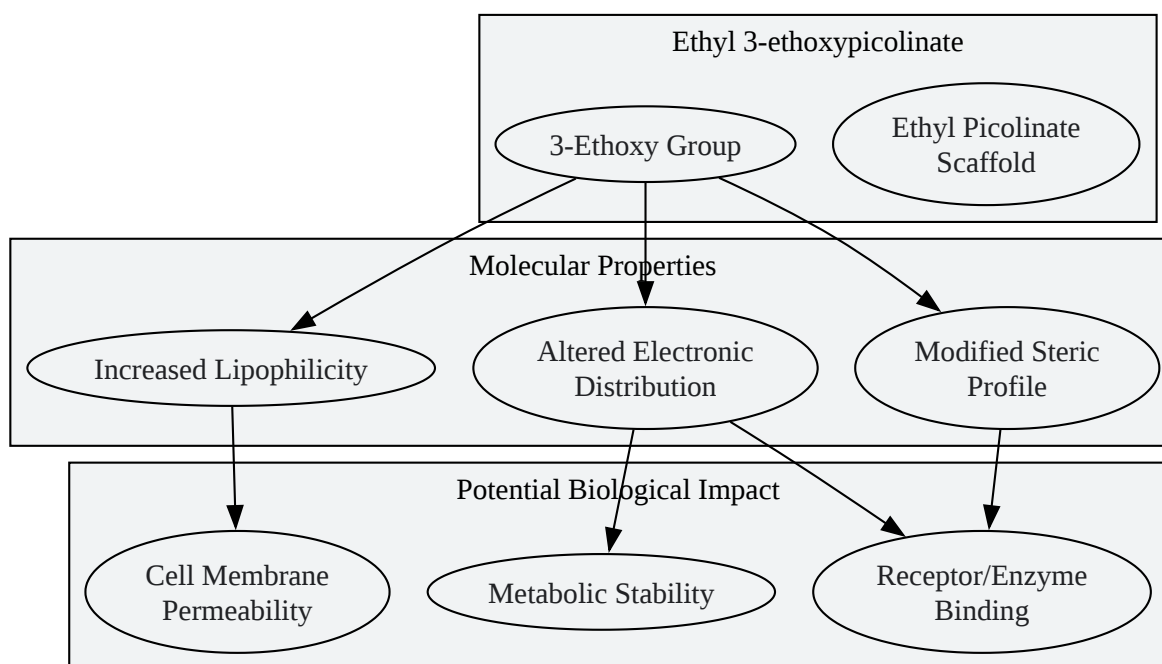 Ethyl 3-ethoxypicolinate
3-Ethoxy Group
Ethyl Picolinate
Scaffold
Molecular Properties
Increased Lipophilicity
Altered Electronic
Distribution
Modified Steric
Profile
Potential Biological Impact
Cell Membrane
Permeability
Metabolic Stability
Receptor/Enzyme
Binding